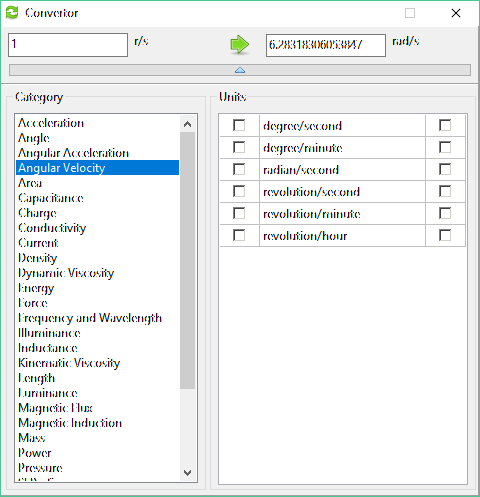 Convertor
1 r/s 6.28318306053847 rad/s
Category
Units
Acceleration
Angle
Angular Acceleration
Angular Velocity
Area
Capacitance
Charge
Conductivity
Current
Density
Dynamic Viscosity
Energy
Force
Frequency and Wavelength
Illuminance
Inductance
Kinematic Viscosity
Length
Luminance
Magnetic Flux
Magnetic Induction
Mass
Power
Pressure
degree/second
degree/minute
radian/second
revolution/second
revolution/minute
revolution/hour